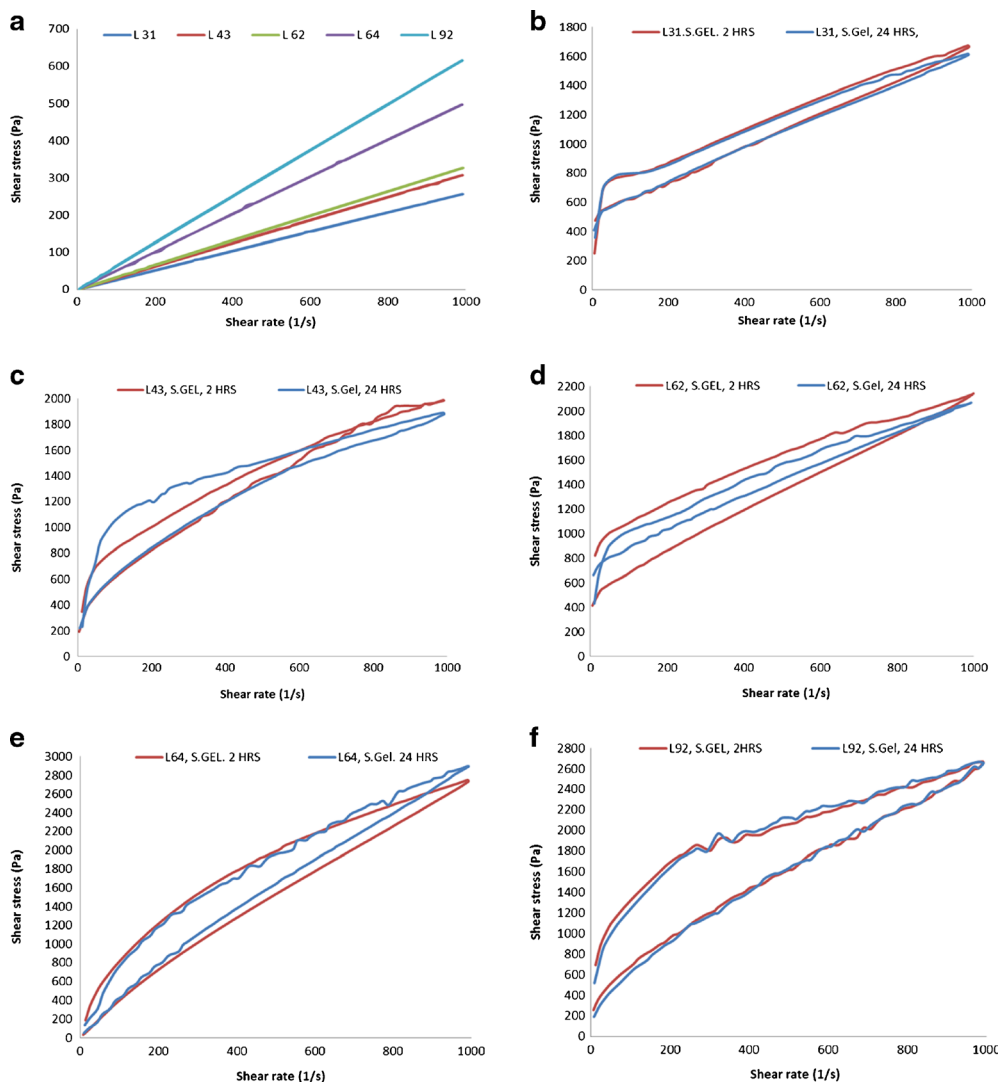 a
L 31 L 43 L 62 L 64 L 92
700
600
500
400
300
200
100
0
Shear stress (Pa)
0 200 400 600 800 1000
Shear rate (1/s)
b
L31.S.GEL. 2 HRS L31, S.Gel, 24 HRS,
1800
1600
1400
1200
1000
800
600
400
200
0
Shear stress (Pa)
0 200 400 600 800 1000
Shear rate (1/s)
c
L43, S.GEL, 2 HRS L43, S.Gel, 24 HRS
2000
1800
1600
1400
1200
1000
800
600
400
200
0
Shear stress (Pa)
0 200 400 600 800 1000
Shear rate (1/s)
d
L62, S.GEL, 2 HRS L62, S.Gel, 24 HRS
2200
2000
1800
1600
1400
1200
1000
800
600
400
200
0
Shear stress (Pa)
0 200 400 600 800 1000
Shear rate (1/s)
e
L64, S.GEL. 2 HRS L64, S.Gel. 24 HRS
3000
2800
2600
2400
2200
2000
1800
1600
1400
1200
1000
800
600
400
200
0
Shear stress (Pa)
0 200 400 600 800 1000
Shear rate (1/s)
f
L92, S.GEL, 2HRS L92, S.Gel, 24 HRS
2800
2600
2400
2200
2000
1800
1600
1400
1200
1000
800
600
400
200
0
Shear stress (Pa)
0 200 400 600 800 1000
Shear rate (1/s)